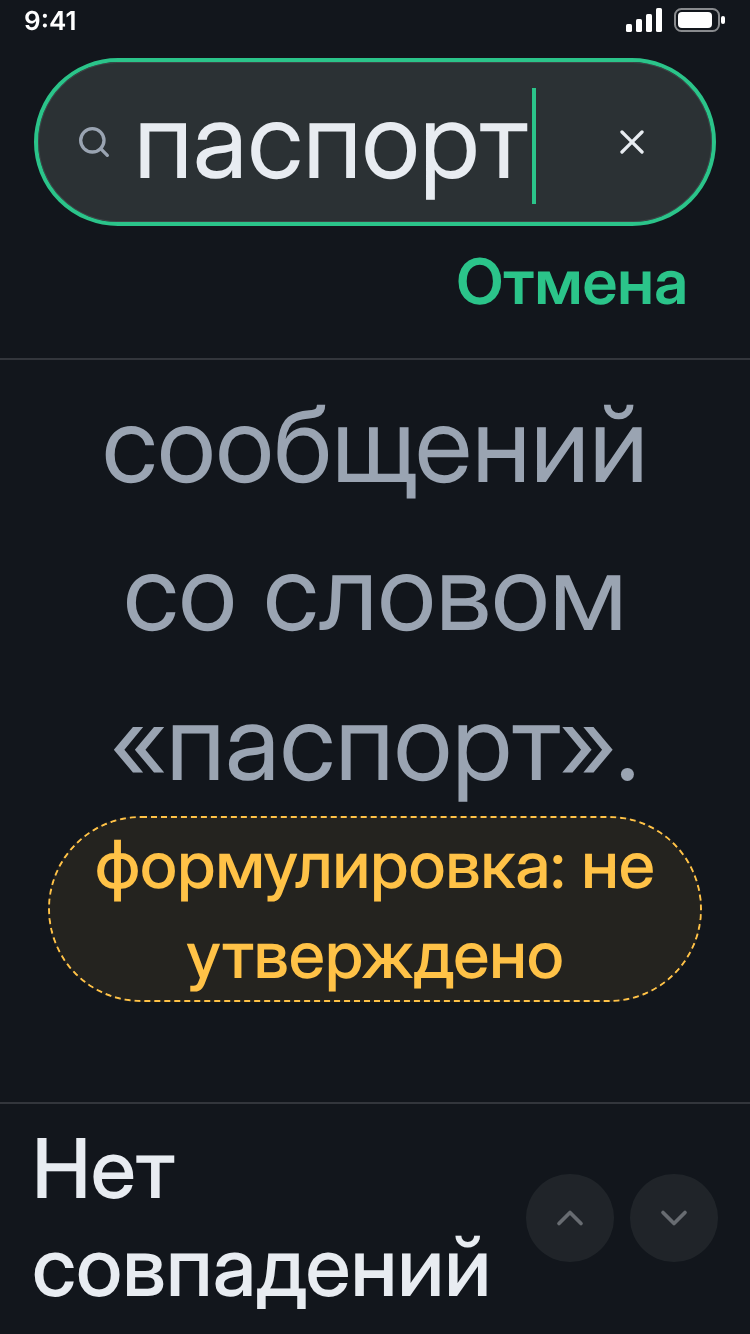 9:41
паспорт
Отмена
сообщений
со словом
«паспорт».
формулировка: не
утверждено
Нет
совпадений